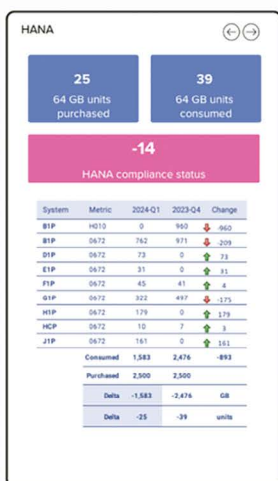 HANA
25
64 GB units
purchased
39
64 GB units
consumed
-14
HANA compliance status
System Metric 2024-Q1 2023-Q4 Change
B1P H010 0 960 -960
B1P 0672 762 971 -209
D1P 0672 73 0 73
E1P 0672 31 0 31
F1P 0672 45 41 4
G1P 0672 322 497 -175
H1P 0672 179 0 179
HCP 0672 10 7 3
J1P 0672 161 0 161
Consumed 1,583 2,476 -893
Purchased 2,500 2,500
Delta -1,583 -2,476 GB
Delta -25 -39 units